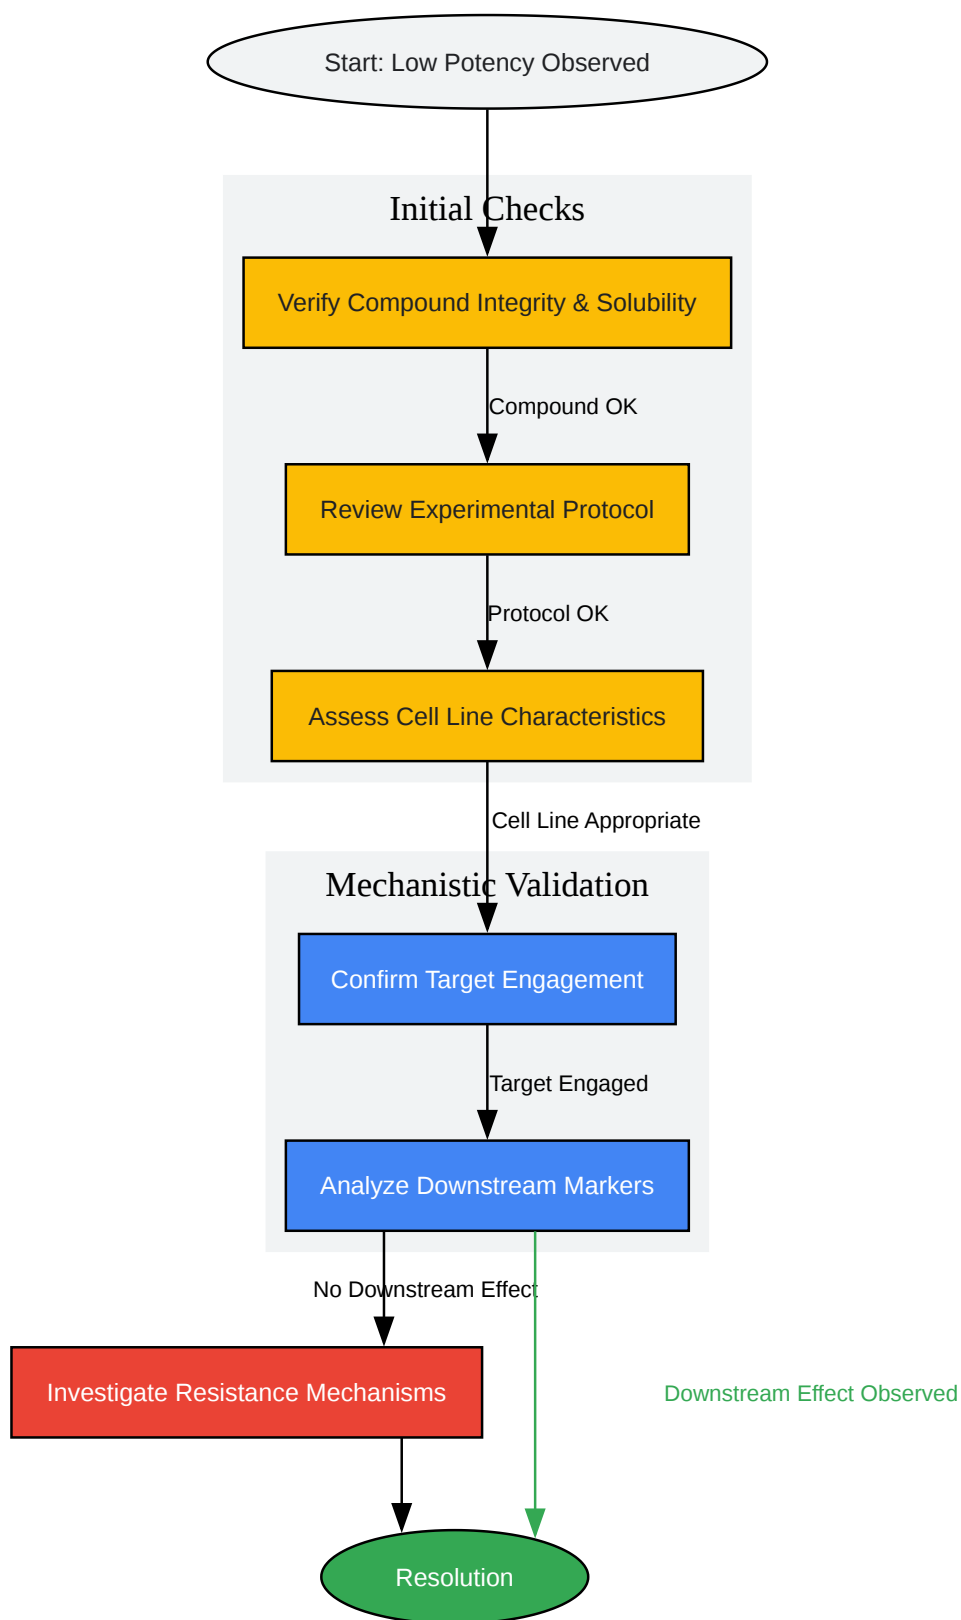 Start: Low Potency Observed
Initial Checks
Verify Compound Integrity & Solubility
Compound OK
Review Experimental Protocol
Protocol OK
Assess Cell Line Characteristics
Cell Line Appropriate
Mechanistic Validation
Confirm Target Engagement
Target Engaged
Analyze Downstream Markers
No Downstream Effect
Investigate Resistance Mechanisms
Downstream Effect Observed
Resolution